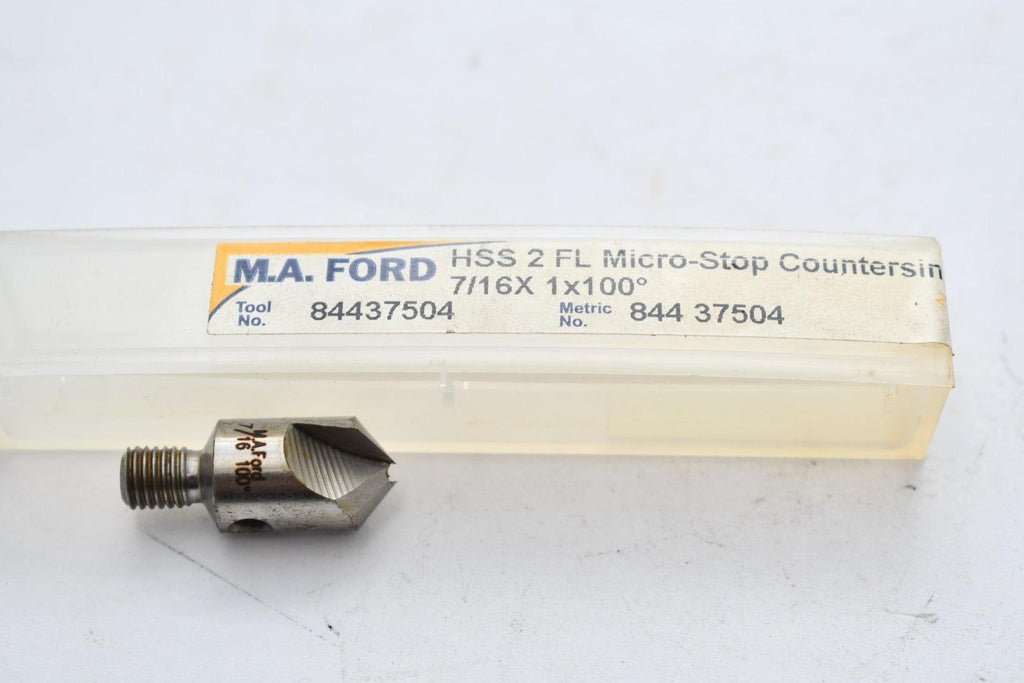 M.A. FORD
HSS 2 FL Micro-Stop Countersin
7/16X 1x100°
Tool No. 84437504
Metric No. 844 37504
M.A.Ford
7/16 100°